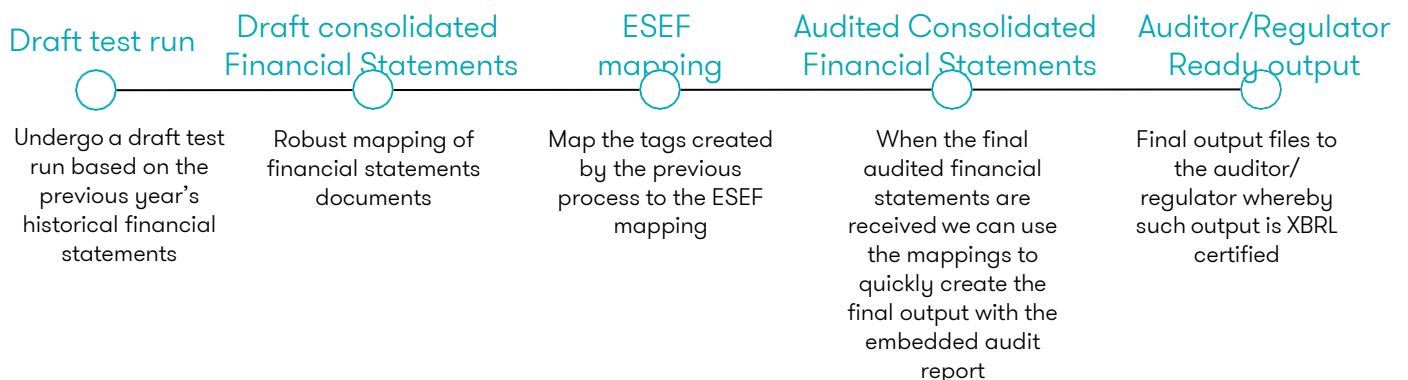 Draft test run
Undergo a draft test
run based on the
previous year's
historical financial
statements
Draft consolidated
Financial Statements
Robust mapping of
financial statements
documents
ESEF
mapping
Map the tags created
by the previous
process to the ESEF
mapping
Audited Consolidated
Financial Statements
When the final
audited financial
statements are
received we can use
the mappings to
quickly create the
final output with the
embedded audit
report
Auditor/Regulator
Ready output
Final output files to
the auditor/
regulator whereby
such output is XBRL
certified